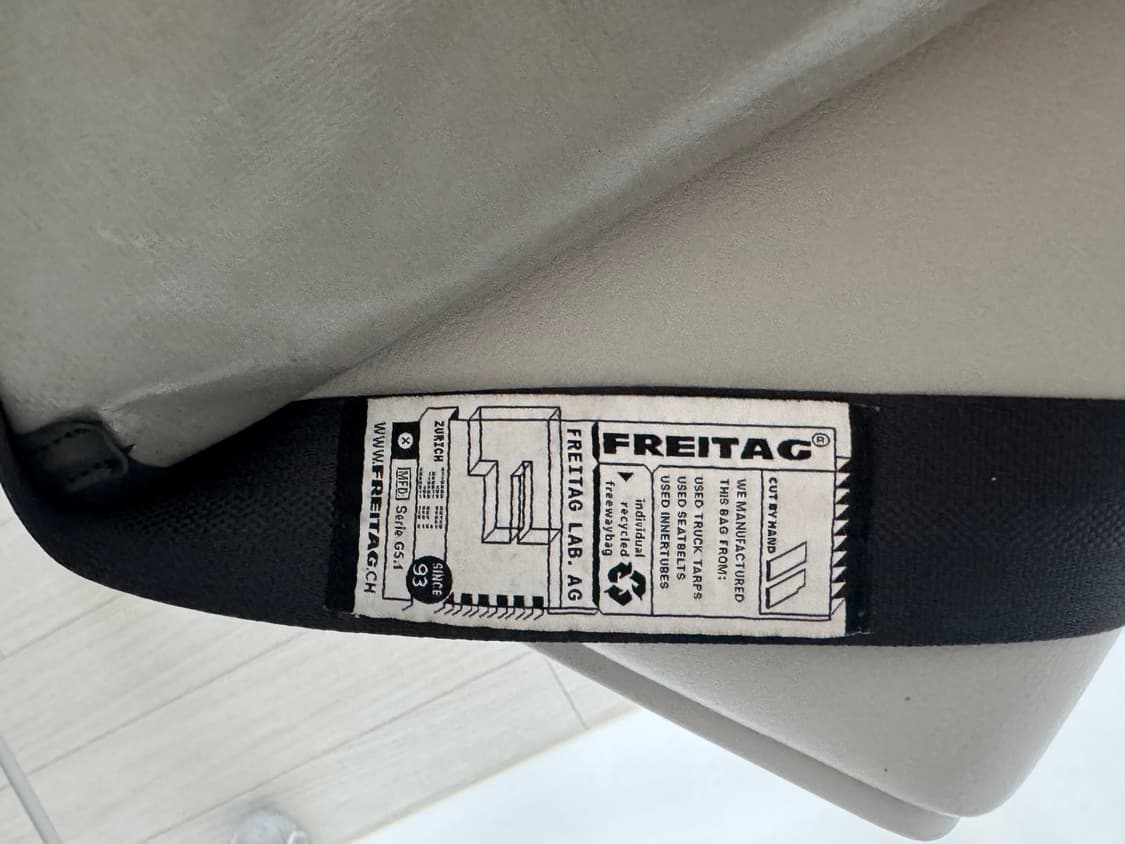 FREITAG®
CUT BY HAND
WE MANUFACTURED
THIS BAG FROM:
USED TRUCK TARPS
USED SEATBELTS
USED INNERTUBES
individual
recycled
freewaybag
FREITAG LAB. AG
ZURICH
SINCE
93
MFD: Serie G5.1
WWW.FREITAG.CH